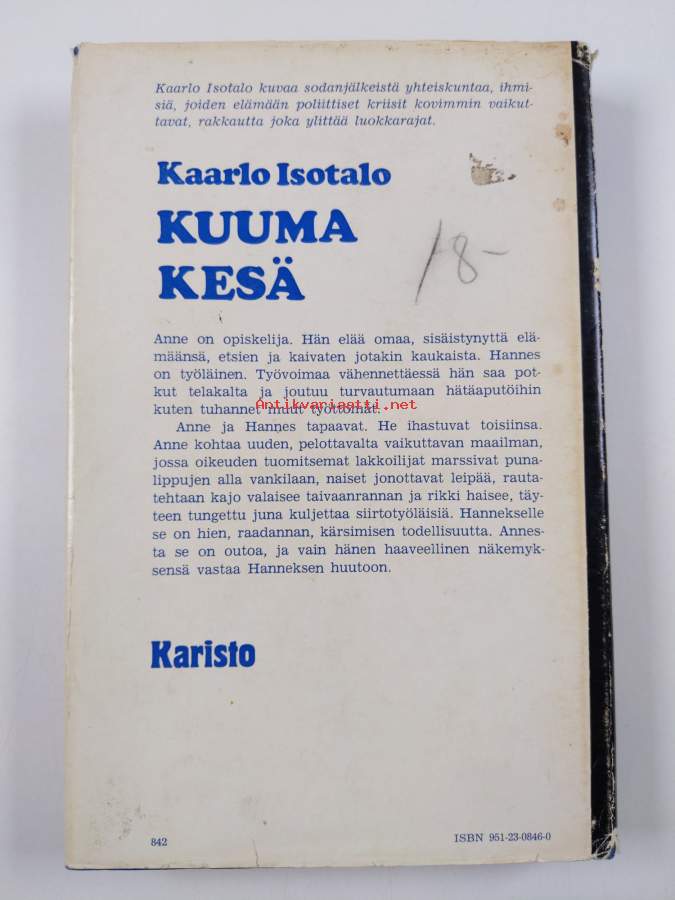 Kaarlo Isotalo kuvaa sodanjälkeistä yhteiskuntaa, ihmi-
siä, joiden elämään poliittiset kriisit kovimmin vaikut-
tavat, rakkautta joka ylittää luokkarajat.
Kaarlo Isotalo
KUUMA
KESÄ
18-
Anne on opiskelija. Hän elää omaa, sisäistynyttä elä-
määnsä, etsien ja kaivaten jotakin kaukaista. Hannes
on työläinen. Työvoimaa vähennettäessä hän saa pot-
kut telakalta ja joutuu turvautumaan hätäaputöihin
kuten tuhannet muut työttömät.
Antikvariaatti.net
Anne ja Hannes tapaavat. He ihastuvat toisiinsa.
Anne kohtaa uuden, pelottavalta vaikuttavan maailman,
jossa oikeuden tuomitsemat lakkoilijat marssivat puna-
lippujen alla vankilaan, naiset jonottavat leipää, rauta-
tehtaan kajo valaisee taivaanrannan ja rikki haisee, täy-
teen tungettu juna kuljettaa siirtotyöläisiä. Hannekselle
se on hien, raadannan, kärsimisen todellisuutta. Annes-
ta se on outoa, ja vain hänen haaveellinen näkemyk-
sensä vastaa Hanneksen huutoon.
Karisto
842
ISBN 951-23-0846-0